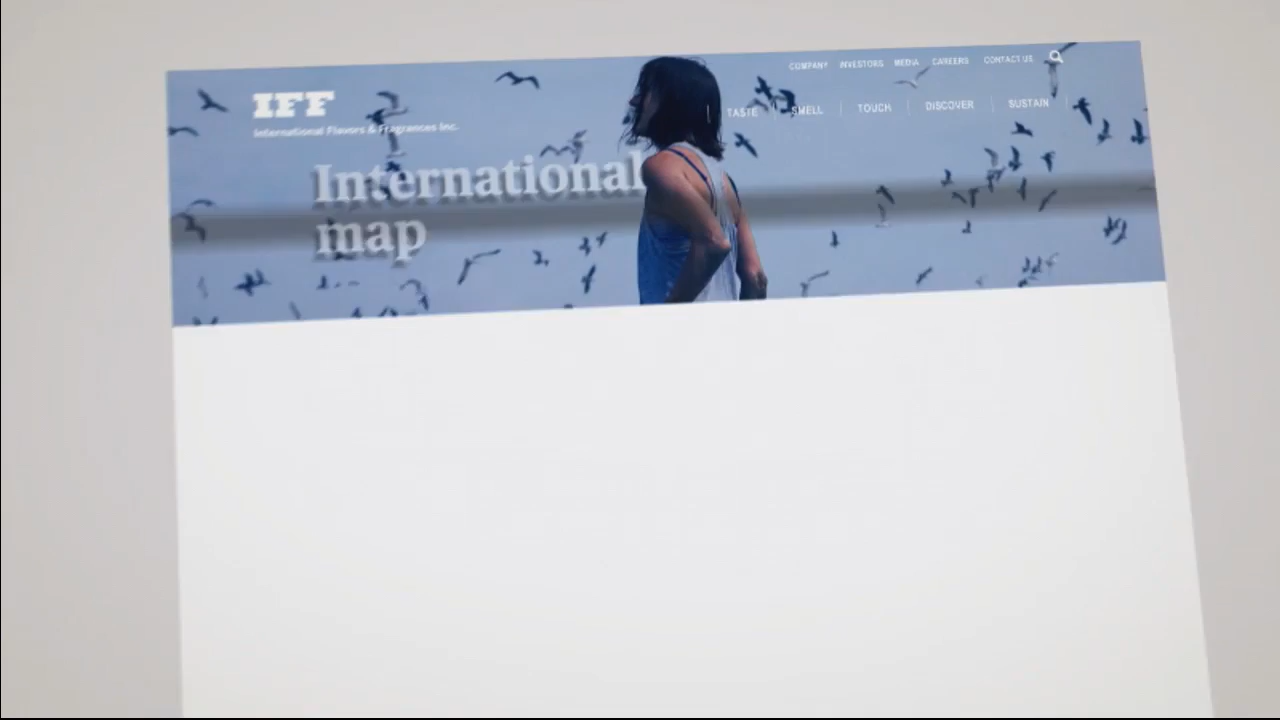 COMPANY INVESTORS MEDIA CAREERS CONTACT US
IFF
International Flavors & Fragrances Inc.
TASTE SMELL TOUCH DISCOVER SUSTAIN
International
map